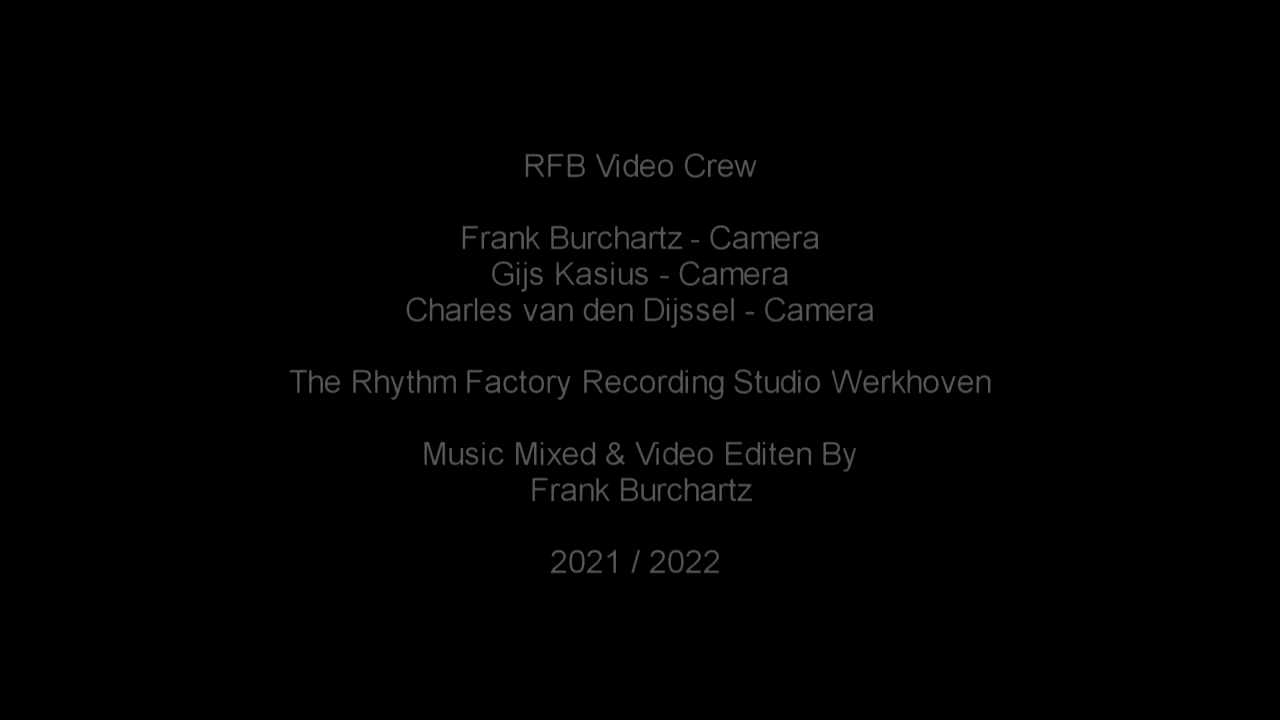 RFB Video Crew
Frank Burchartz - Camera
Gijs Kasius - Camera
Charles van den Dijssel - Camera
The Rhythm Factory Recording Studio Werkhoven
Music Mixed & Video Editen By
Frank Burchartz
2021 / 2022